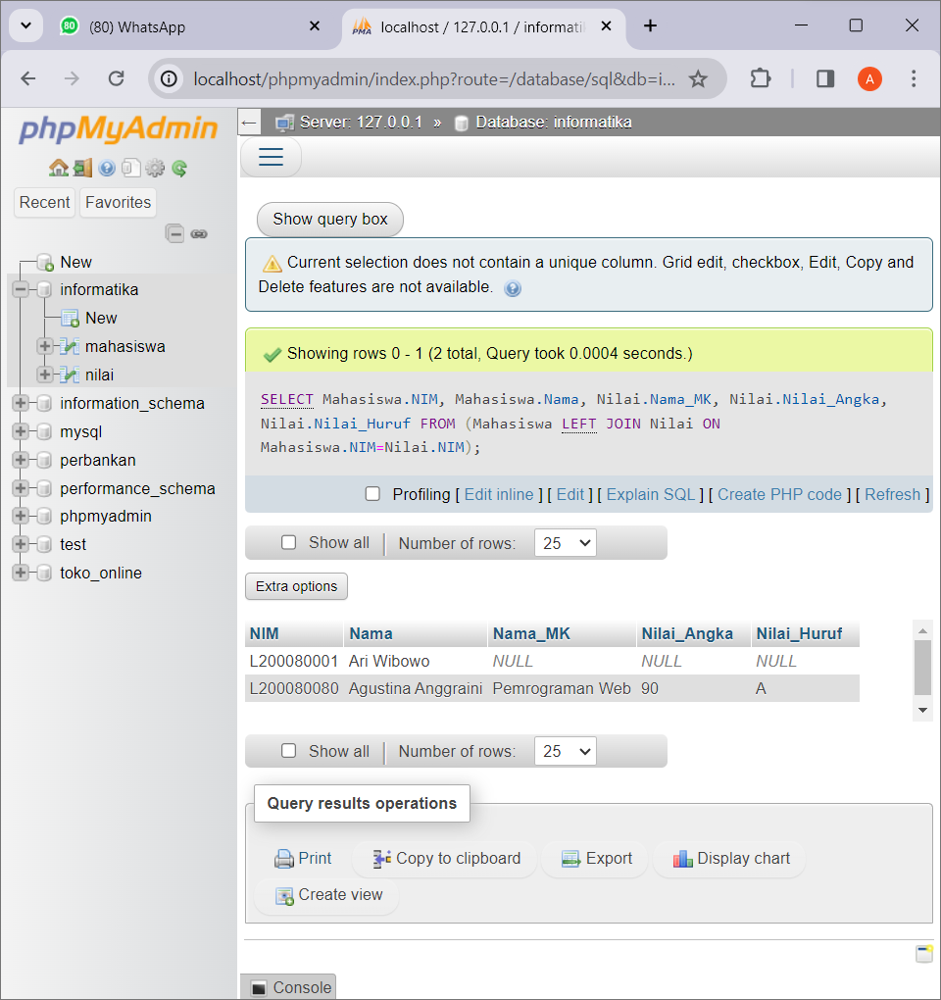 80 (80) WhatsApp
PMA localhost / 127.0.0.1 / informatik
localhost/phpmyadmin/index.php?route=/database/sql&db=i...
A
phpMyAdmin
Recent Favorites
New
informatika
New
mahasiswa
nilai
information_schema
mysql
perbankan
performance_schema
phpmyadmin
test
toko_online
← Server: 127.0.0.1 » Database: informatika
Show query box
Current selection does not contain a unique column. Grid edit, checkbox, Edit, Copy and
Delete features are not available.
Showing rows 0 - 1 (2 total, Query took 0.0004 seconds.)
SELECT Mahasiswa.NIM, Mahasiswa.Nama, Nilai.Nama_MK, Nilai.Nilai_Angka,
Nilai.Nilai_Huruf FROM (Mahasiswa LEFT JOIN Nilai ON
Mahasiswa.NIM=Nilai.NIM);
Profiling [ Edit inline ] [ Edit ] [ Explain SQL ] [ Create PHP code ] [ Refresh ]
Show all Number of rows: 25
Extra options
NIM Nama Nama_MK Nilai_Angka Nilai_Huruf
L200080001 Ari Wibowo NULL NULL NULL
L200080080 Agustina Anggraini Pemrograman Web 90 A
Show all Number of rows: 25
Query results operations
Print Copy to clipboard Export Display chart
Create view
Console